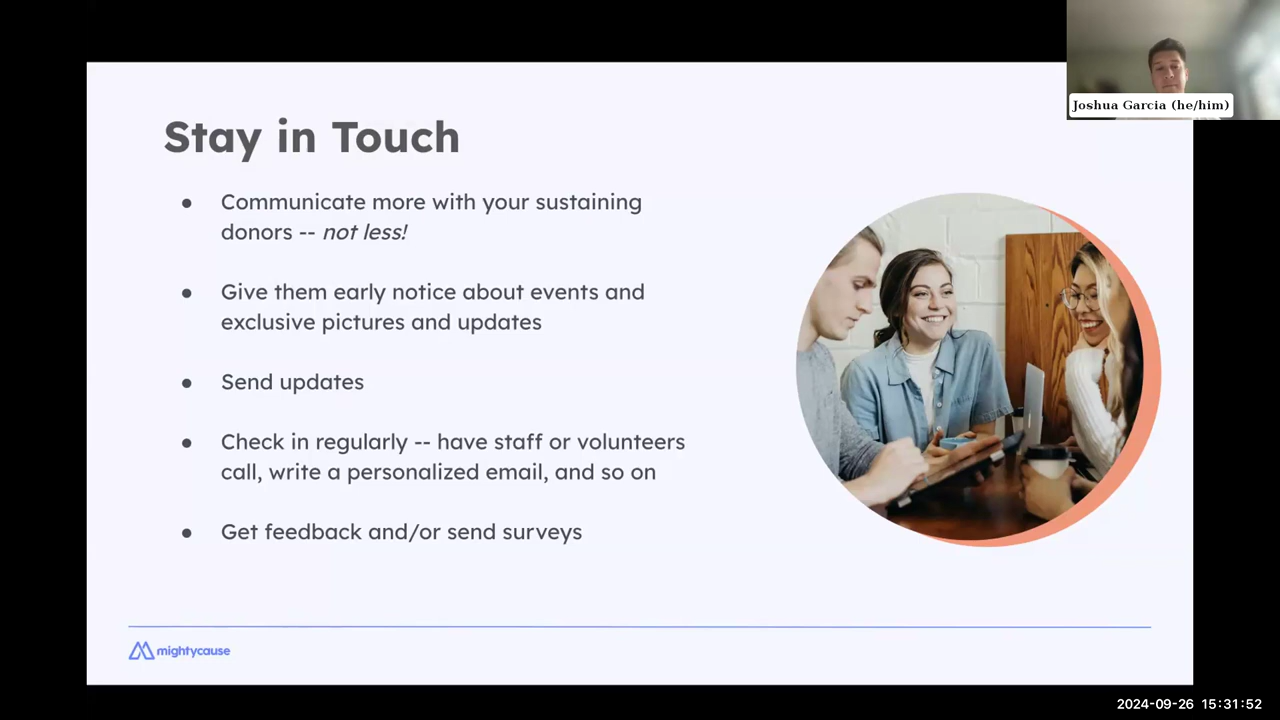 Joshua Garcia (he/him)
Stay in Touch
● Communicate more with your sustaining
donors -- not less!
● Give them early notice about events and
exclusive pictures and updates
● Send updates
● Check in regularly -- have staff or volunteers
call, write a personalized email, and so on
● Get feedback and/or send surveys
mightycause
2024-09-26 15:31:52